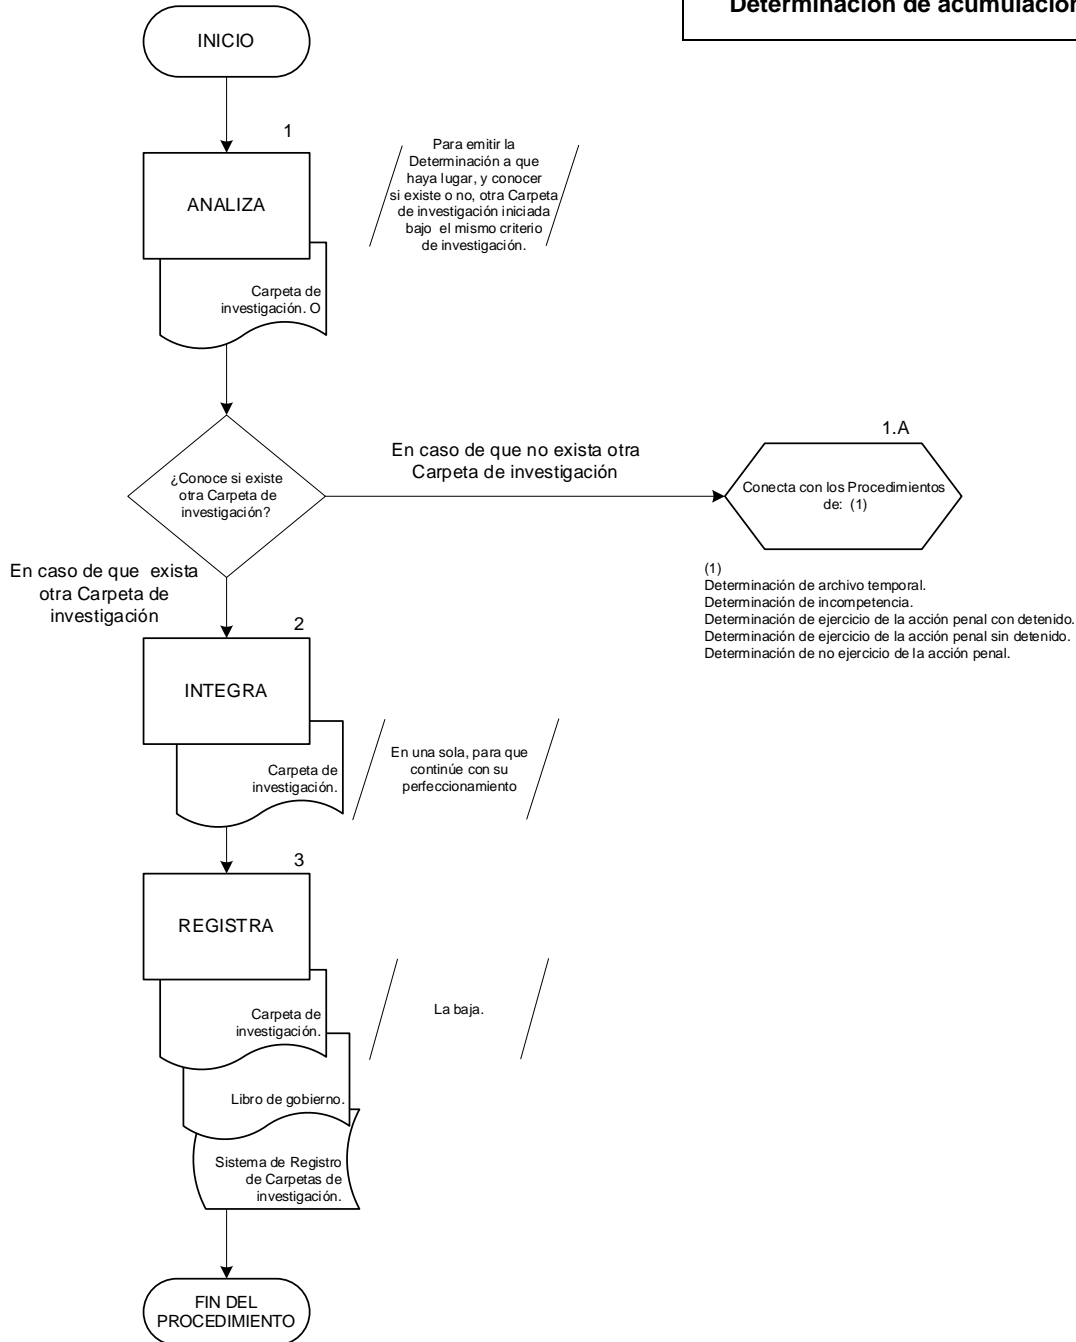 Determinación de acumulación
INICIO
1
ANALIZA
Para emitir la
Determinación a que
haya lugar, y conocer
si existe o no, otra Carpeta
de investigación iniciada
bajo el mismo criterio
de investigación.
Carpeta de
investigación. O
¿Conoce si existe
otra Carpeta de
investigación?
En caso de que no exista otra
Carpeta de investigación
1.A
Conecta con los Procedimientos
de: (1)
(1)
Determinación de archivo temporal.
Determinación de incompetencia.
Determinación de ejercicio de la acción penal con detenido.
Determinación de ejercicio de la acción penal sin detenido.
Determinación de no ejercicio de la acción penal.
En caso de que exista
otra Carpeta de
investigación
2
INTEGRA
Carpeta de
investigación.
En una sola, para que
continúe con su
perfeccionamiento
3
REGISTRA
Carpeta de
investigación.
La baja.
Libro de gobierno.
Sistema de Registro
de Carpetas de
investigación.
FIN DEL
PROCEDIMIENTO